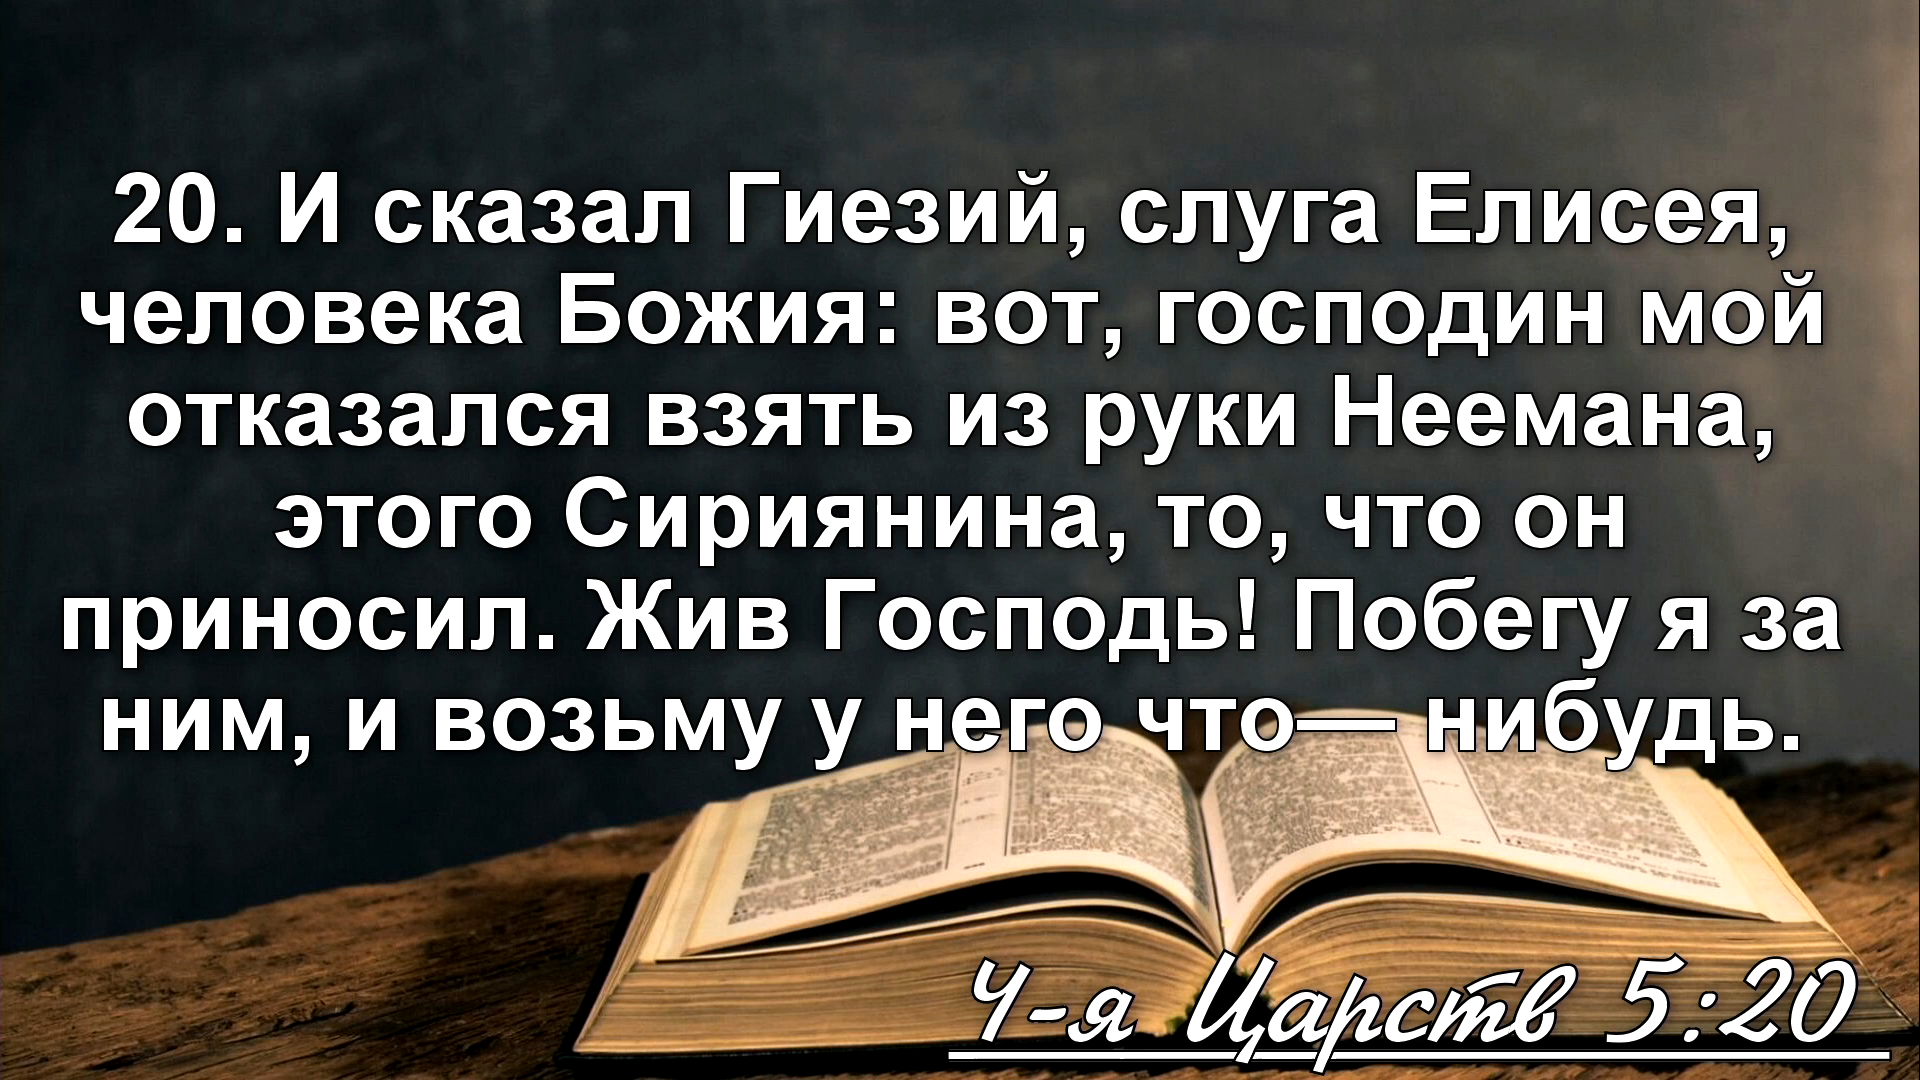 20. И сказал Гиезий, слуга Елисея,
человека Божия: вот, господин мой
отказался взять из руки Неемана,
этого Сириянина, то, что он
приносил. Жив Господь! Побегу я за
ним, и возьму у него что— нибудь.
4-я Царств 5:20